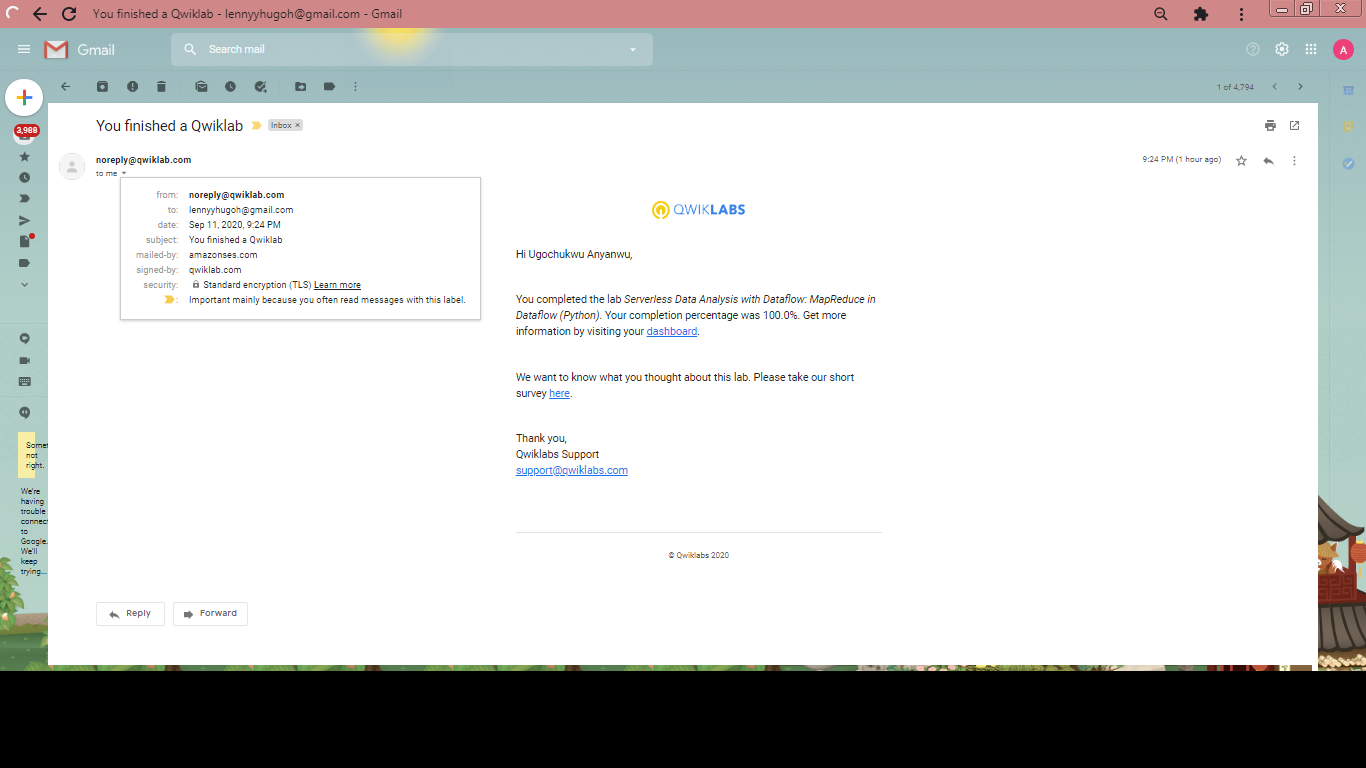 You finished a Qwiklab - lennyyhugoh@gmail.com - Gmail
Gmail
Search mail
A
1 of 4,794
3,988
You finished a Qwiklab
Inbox ×
noreply@qwiklab.com
9:24 PM (1 hour ago)
to me
from: noreply@qwiklab.com
to: lennyyhugoh@gmail.com
date: Sep 11, 2020, 9:24 PM
subject: You finished a Qwiklab
mailed-by: amazonses.com
signed-by: qwiklab.com
security: Standard encryption (TLS) Learn more
: Important mainly because you often read messages with this label.
QWIKLABS
Hi Ugochukwu Anyanwu,
You completed the lab Serverless Data Analysis with Dataflow: MapReduce in
Dataflow (Python). Your completion percentage was 100.0%. Get more
information by visiting your dashboard.
We want to know what you thought about this lab. Please take our short
survey here.
Thank you,
Qwiklabs Support
support@qwiklabs.com
© Qwiklabs 2020
Reply
Forward
Somet
not
right.
We're
having
trouble
connect
to
Google.
We'll
keep
trying...